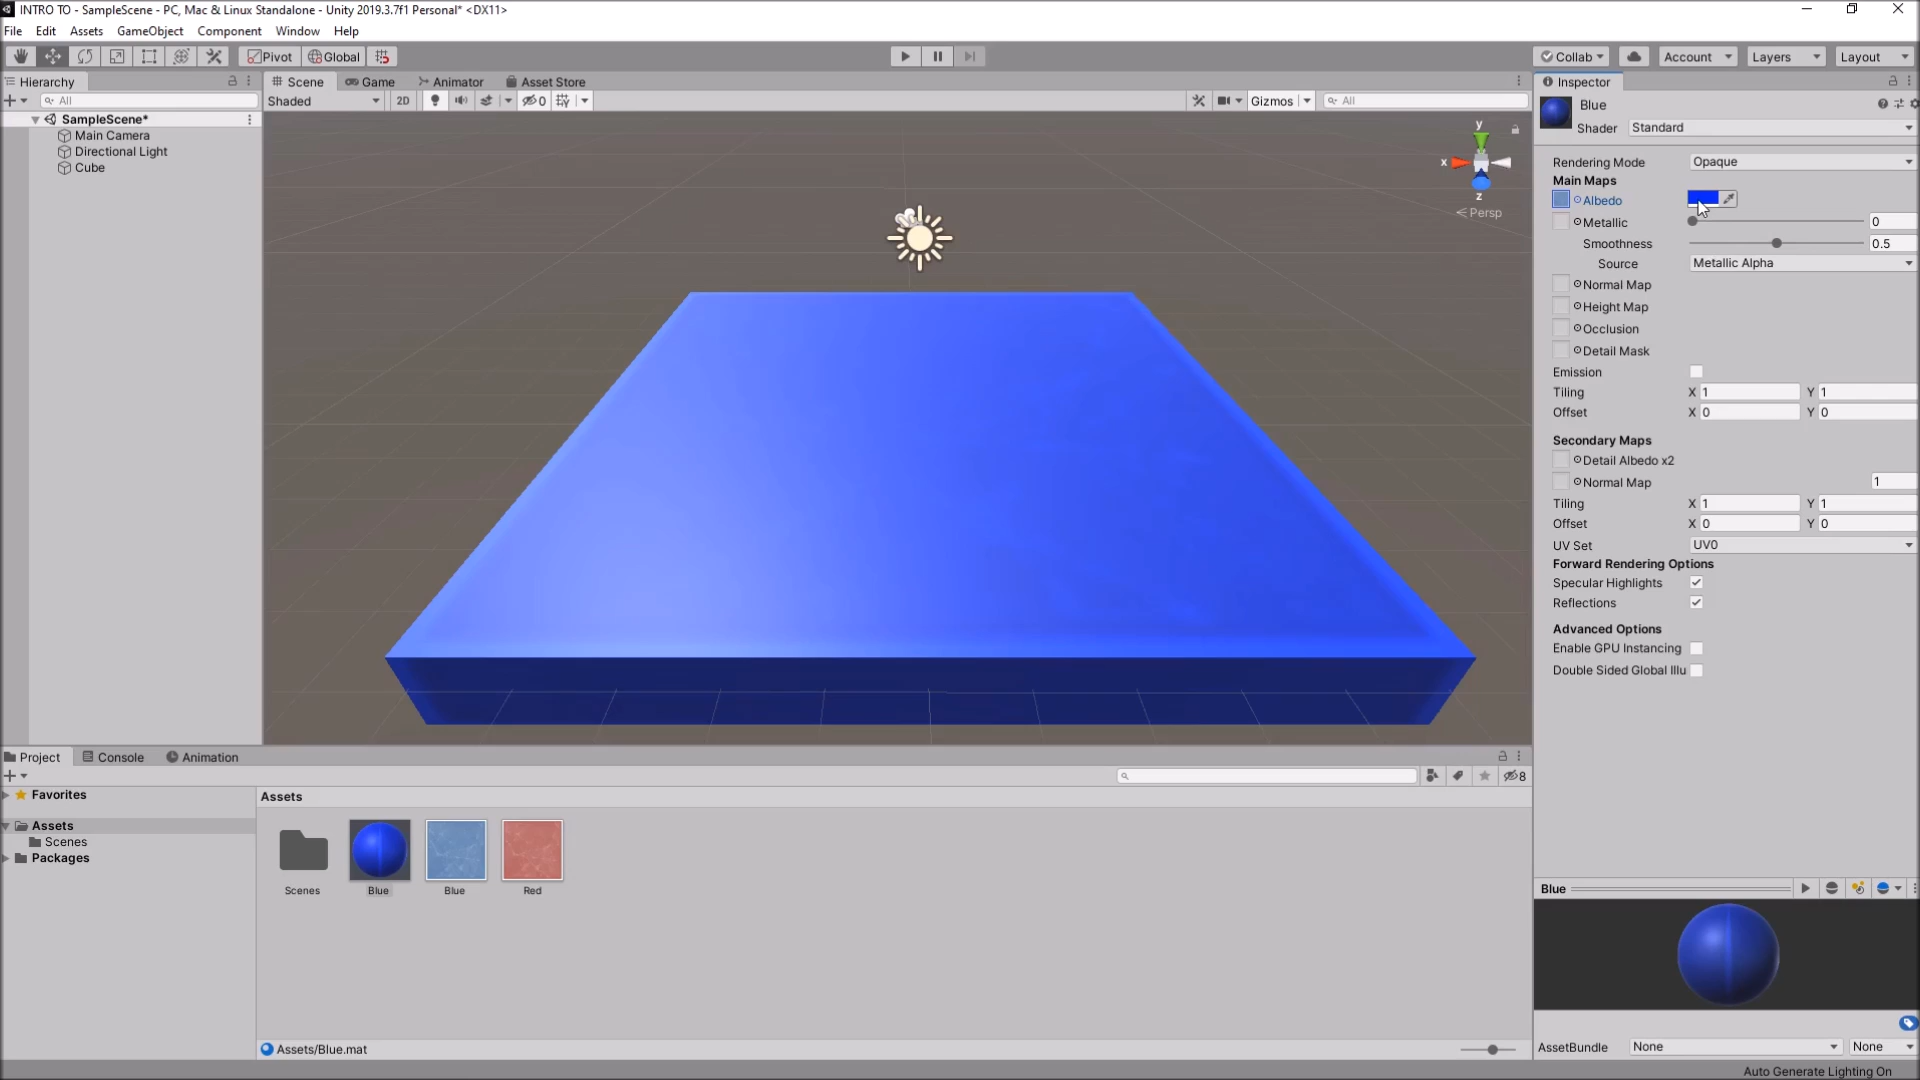 INTRO TO - SampleScene - PC, Mac & Linux Standalone - Unity 2019.3.7f1 Personal* <DX11>
File Edit Assets GameObject Component Window Help
Pivot Global Collab Account Layers Layout
Hierarchy
All
SampleScene*
Main Camera
Directional Light
Cube
Scene Game Animator Asset Store
Shaded 2D 0 Gizmos All
y
x
z
Persp
Inspector
Blue
Shader Standard
Rendering Mode Opaque
Main Maps
Albedo
Metallic 0
Smoothness 0.5
Source Metallic Alpha
Normal Map
Height Map
Occlusion
Detail Mask
Emission
Tiling X 1 Y 1
Offset X 0 Y 0
Secondary Maps
Detail Albedo x2
Normal Map 1
Tiling X 1 Y 1
Offset X 0 Y 0
UV Set UV0
Forward Rendering Options
Specular Highlights
Reflections
Advanced Options
Enable GPU Instancing
Double Sided Global Illu
Project Console Animation
8
Favorites
Assets
Scenes
Packages
Assets
Scenes Blue Blue Red
Assets/Blue.mat
Blue
AssetBundle None None
Auto Generate Lighting On